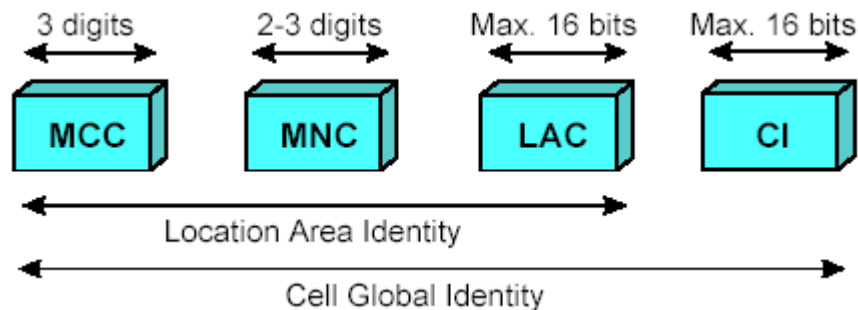 3 digits 2-3 digits Max. 16 bits Max. 16 bits
MCC MNC LAC CI
Location Area Identity
Cell Global Identity